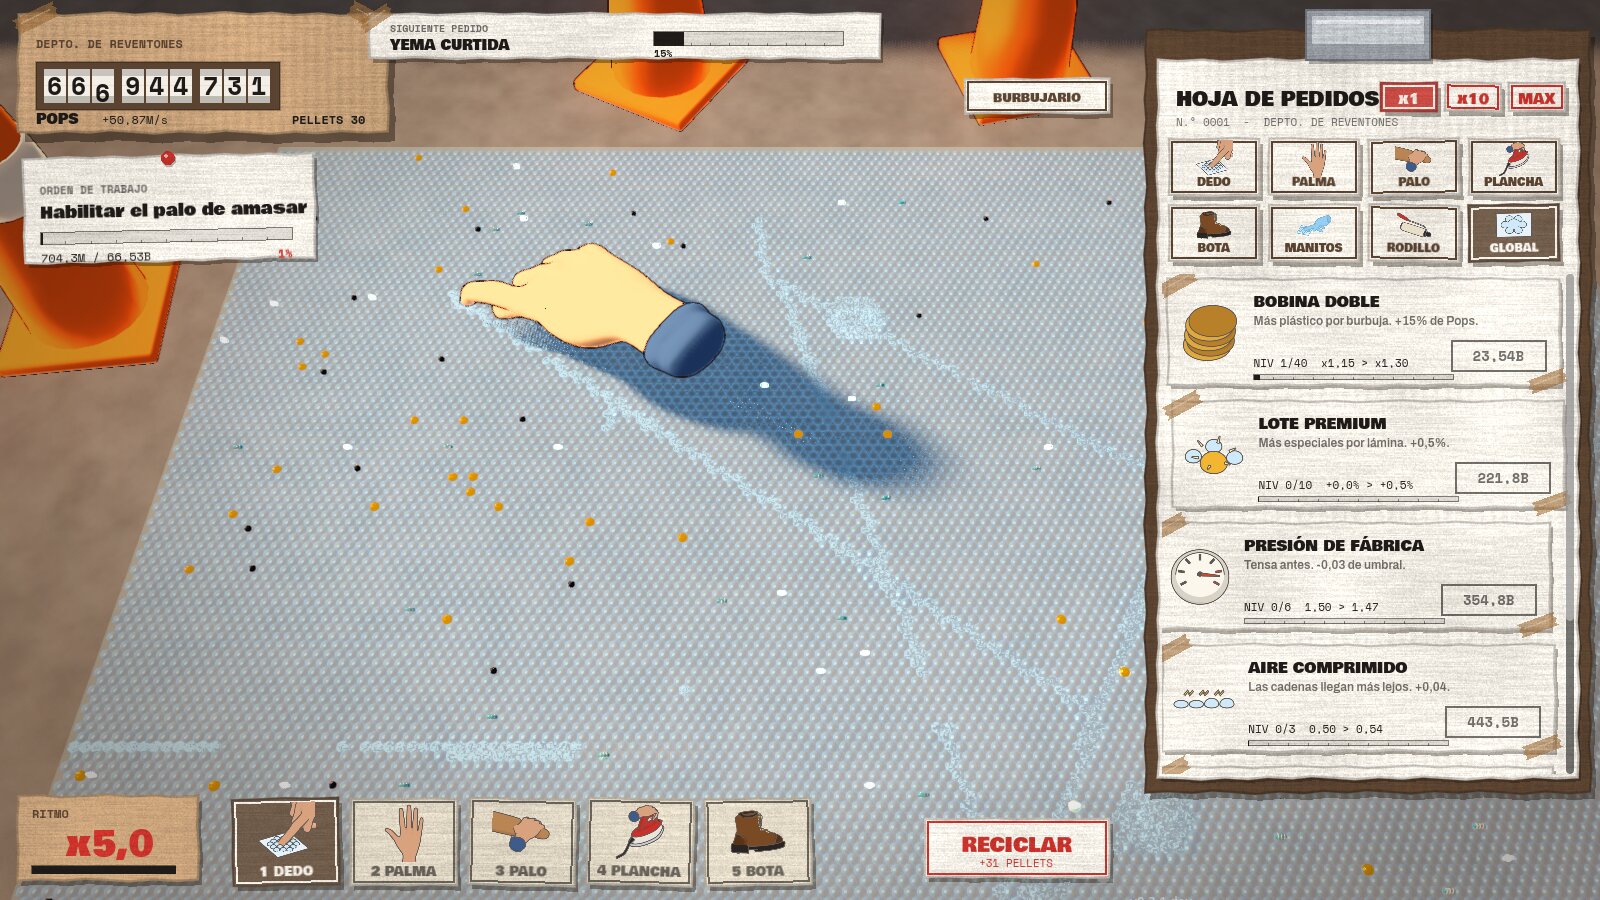 DEPTO. DE REVENTONES
666 944 731
POPS +50,87M/s PELLETS 30
SIGUIENTE PEDIDO
YEMA CURTIDA
15%
BURBUJARIO
ORDEN DE TRABAJO
Habilitar el palo de amasar
704,3M / 66,53B 1%
HOJA DE PEDIDOS x1 x10 MAX
N.° 0001 - DEPTO. DE REVENTONES
DEDO PALMA PALO PLANCHA
BOTA MANITOS RODILLO GLOBAL
BOBINA DOBLE
Más plástico por burbuja. +15% de Pops.
NIV 1/40 x1,15 > x1,30
23,54B
LOTE PREMIUM
Más especiales por lámina. +0,5%.
NIV 0/10 +0,0% > +0,5%
221,8B
PRESIÓN DE FÁBRICA
Tensa antes. -0,03 de umbral.
NIV 0/6 1,50 > 1,47
354,8B
AIRE COMPRIMIDO
Las cadenas llegan más lejos. +0,04.
NIV 0/3 0,50 > 0,54
443,5B
RITMO
x5,0
1 DEDO
2 PALMA
3 PALO
4 PLANCHA
5 BOTA
RECICLAR
+31 PELLETS